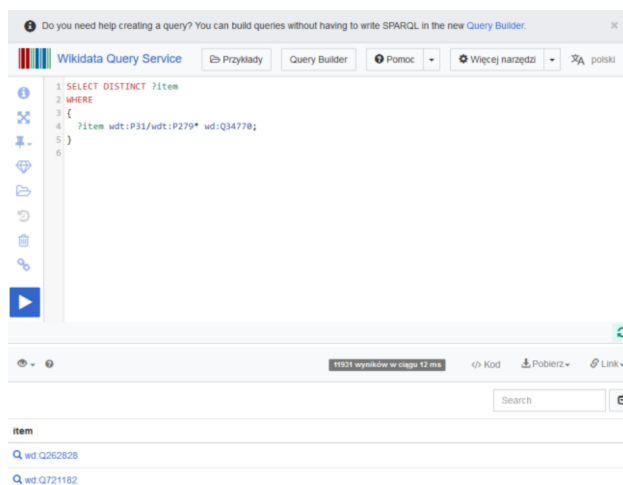 Do you need help creating a query? You can build queries without having to write SPARQL in the new Query Builder.
Wikidata Query Service Przykłady Query Builder Pomoc Więcej narzędzi polski
1 SELECT DISTINCT ?item
2 WHERE
3 {
4 ?item wdt:P31/wdt:P279* wd:Q34770;
5 }
6
11931 wyników w ciągu 12 ms </> Kod Pobierz Link
Search
item
wd:Q262828
wd:Q721182